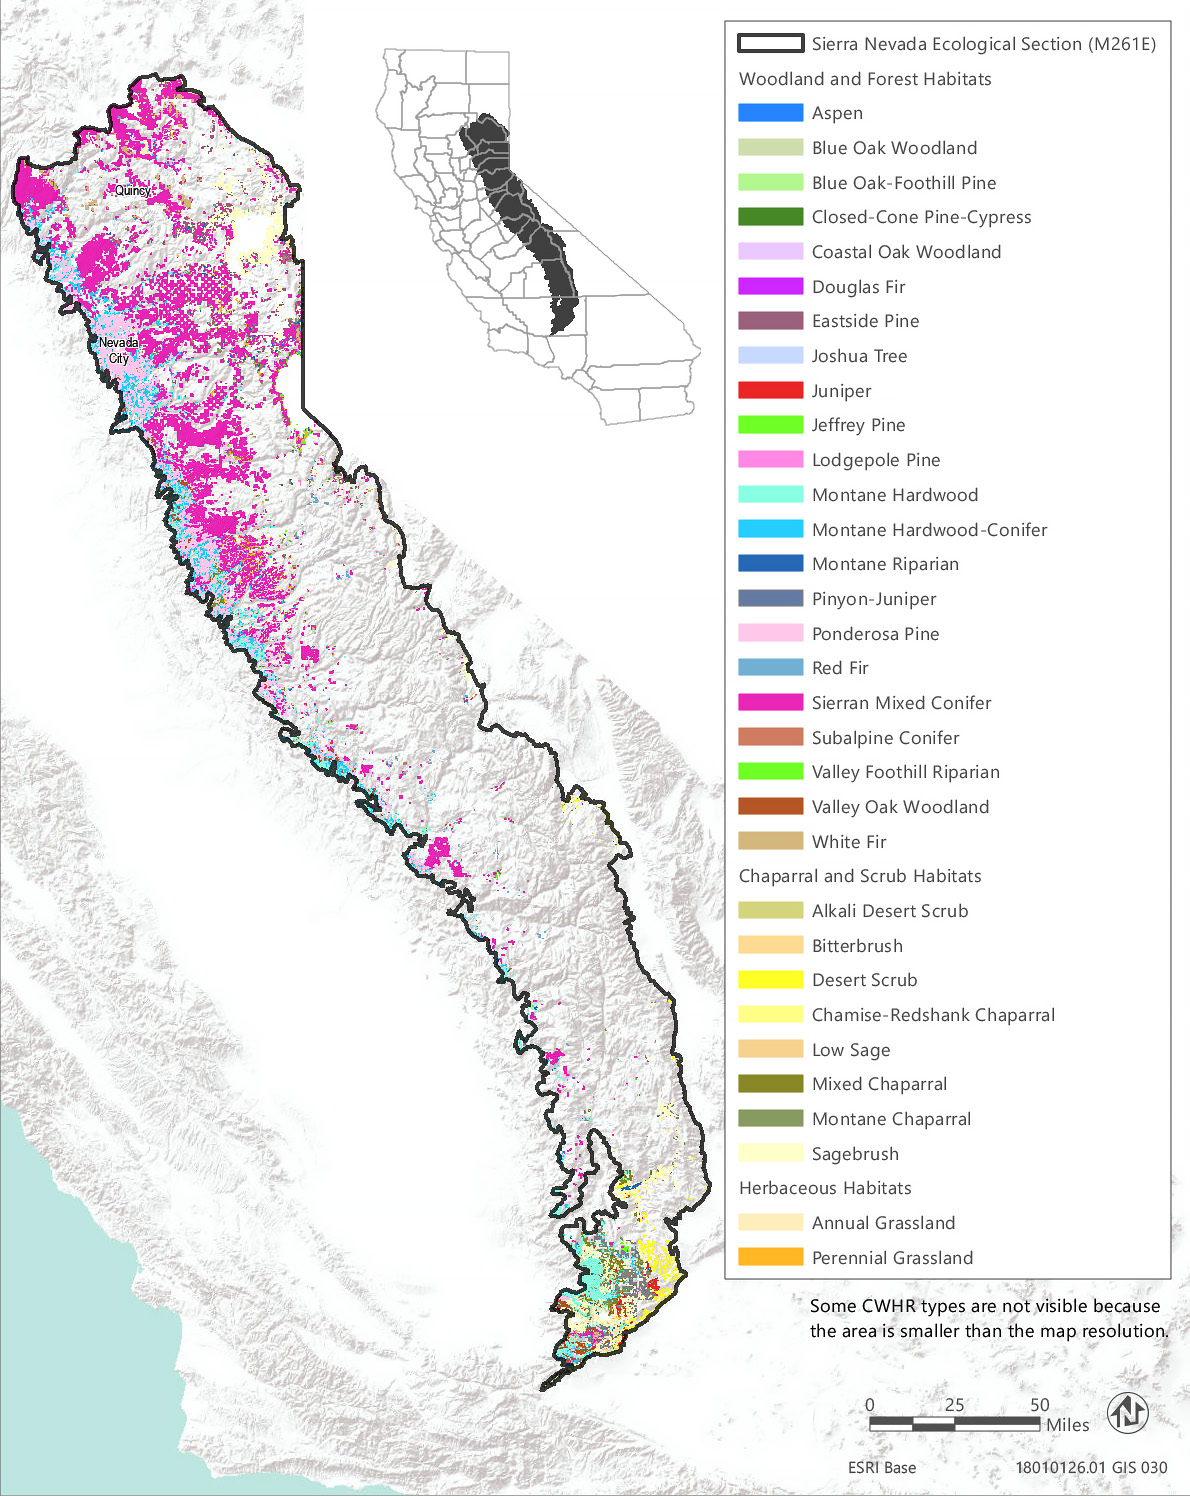 Quincy
Nevada
City
Sierra Nevada Ecological Section (M261E)
Woodland and Forest Habitats
Aspen
Blue Oak Woodland
Blue Oak-Foothill Pine
Closed-Cone Pine-Cypress
Coastal Oak Woodland
Douglas Fir
Eastside Pine
Joshua Tree
Juniper
Jeffrey Pine
Lodgepole Pine
Montane Hardwood
Montane Hardwood-Conifer
Montane Riparian
Pinyon-Juniper
Ponderosa Pine
Red Fir
Sierran Mixed Conifer
Subalpine Conifer
Valley Foothill Riparian
Valley Oak Woodland
White Fir
Chaparral and Scrub Habitats
Alkali Desert Scrub
Bitterbrush
Desert Scrub
Chamise-Redshank Chaparral
Low Sage
Mixed Chaparral
Montane Chaparral
Sagebrush
Herbaceous Habitats
Annual Grassland
Perennial Grassland
Some CWHR types are not visible because
the area is smaller than the map resolution.
0 25 50
Miles
N
ESRI Base 18010126.01 GIS 030